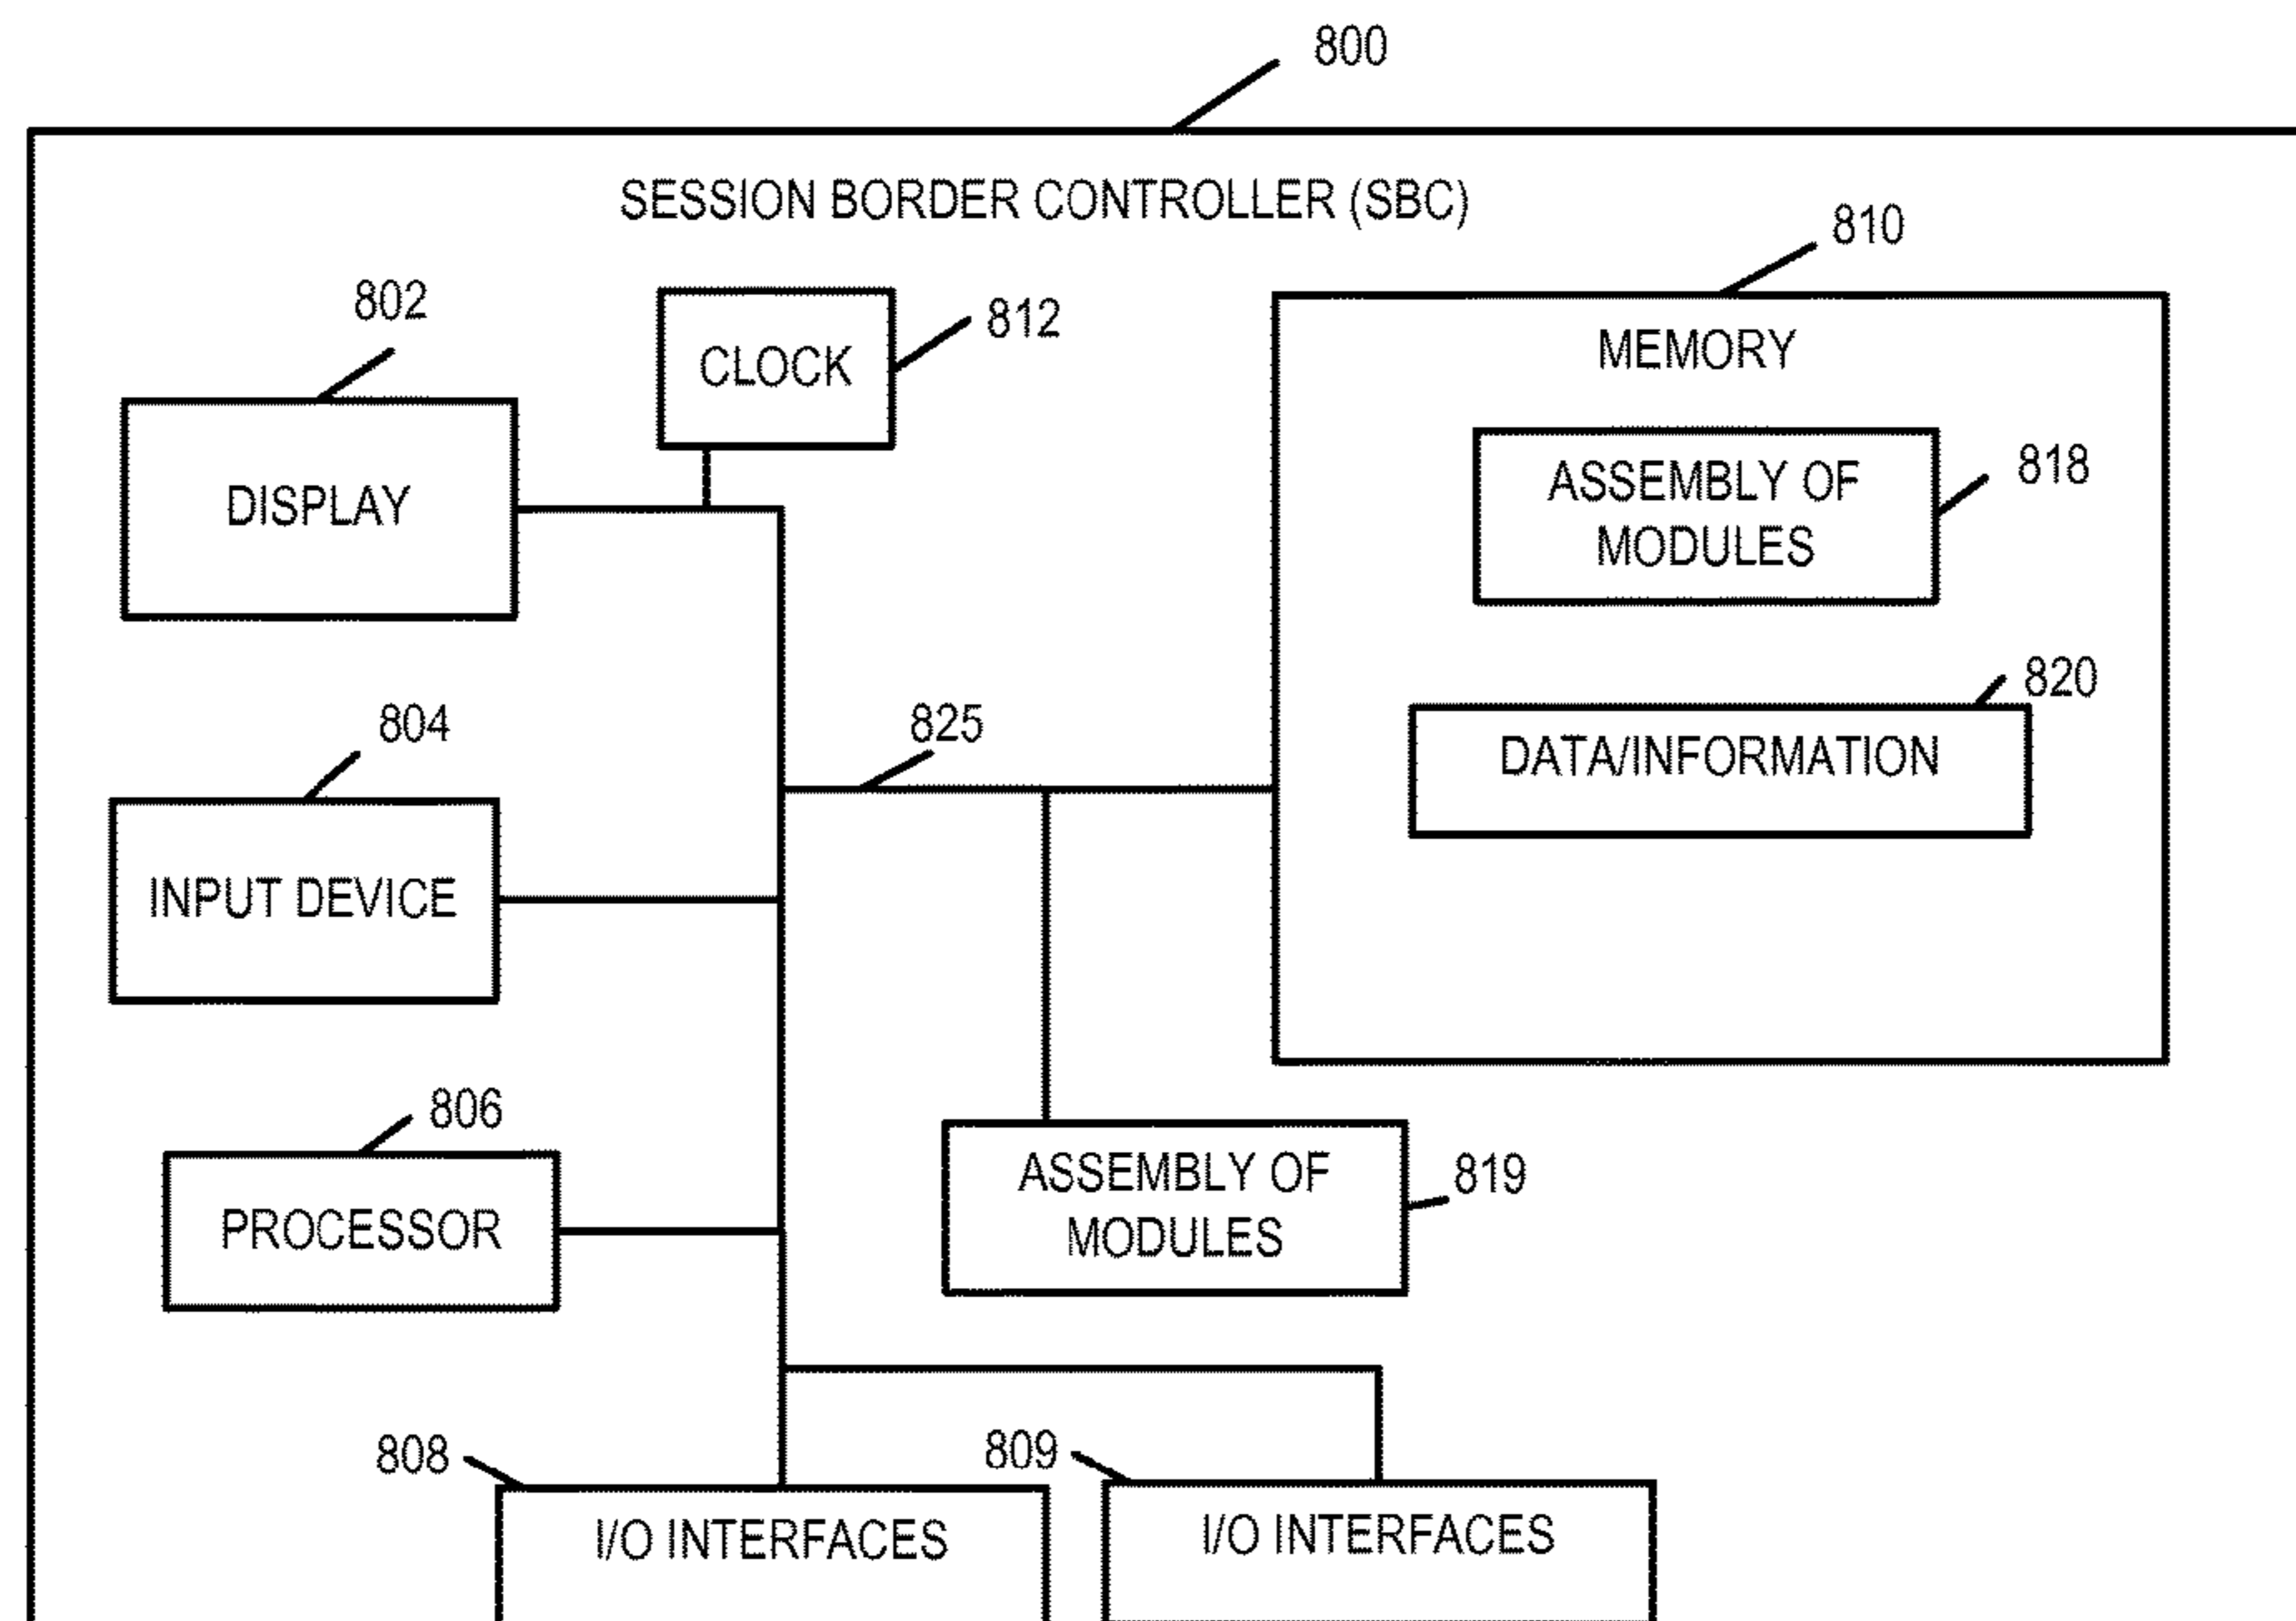 800
SESSION BORDER CONTROLLER (SBC)
810
802
812
CLOCK
MEMORY
DISPLAY
818
ASSEMBLY OF
MODULES
820
DATA/INFORMATION
804
825
INPUT DEVICE
806
PROCESSOR
819
ASSEMBLY OF
MODULES
808
809
I/O INTERFACES
I/O INTERFACES